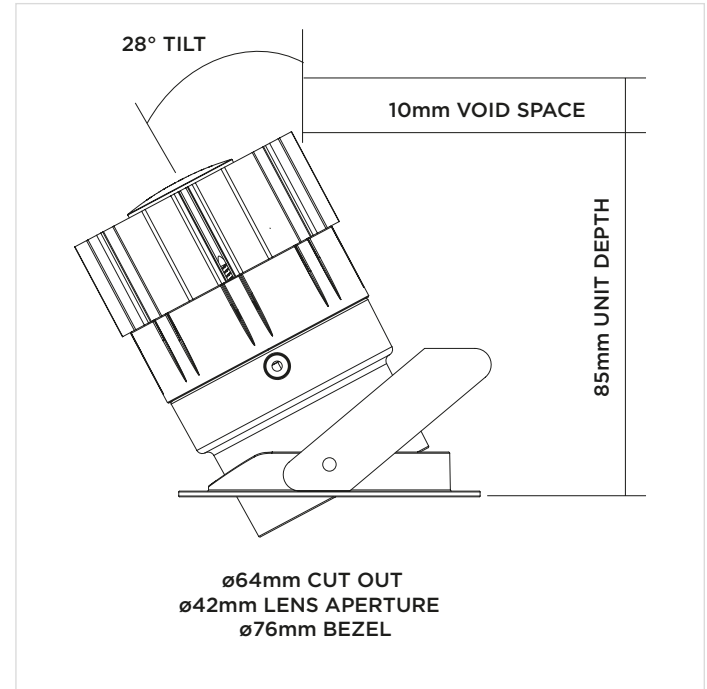 28° TILT
10mm VOID SPACE
85mm UNIT DEPTH
ø64mm CUT OUT
ø42mm LENS APERTURE
ø76mm BEZEL